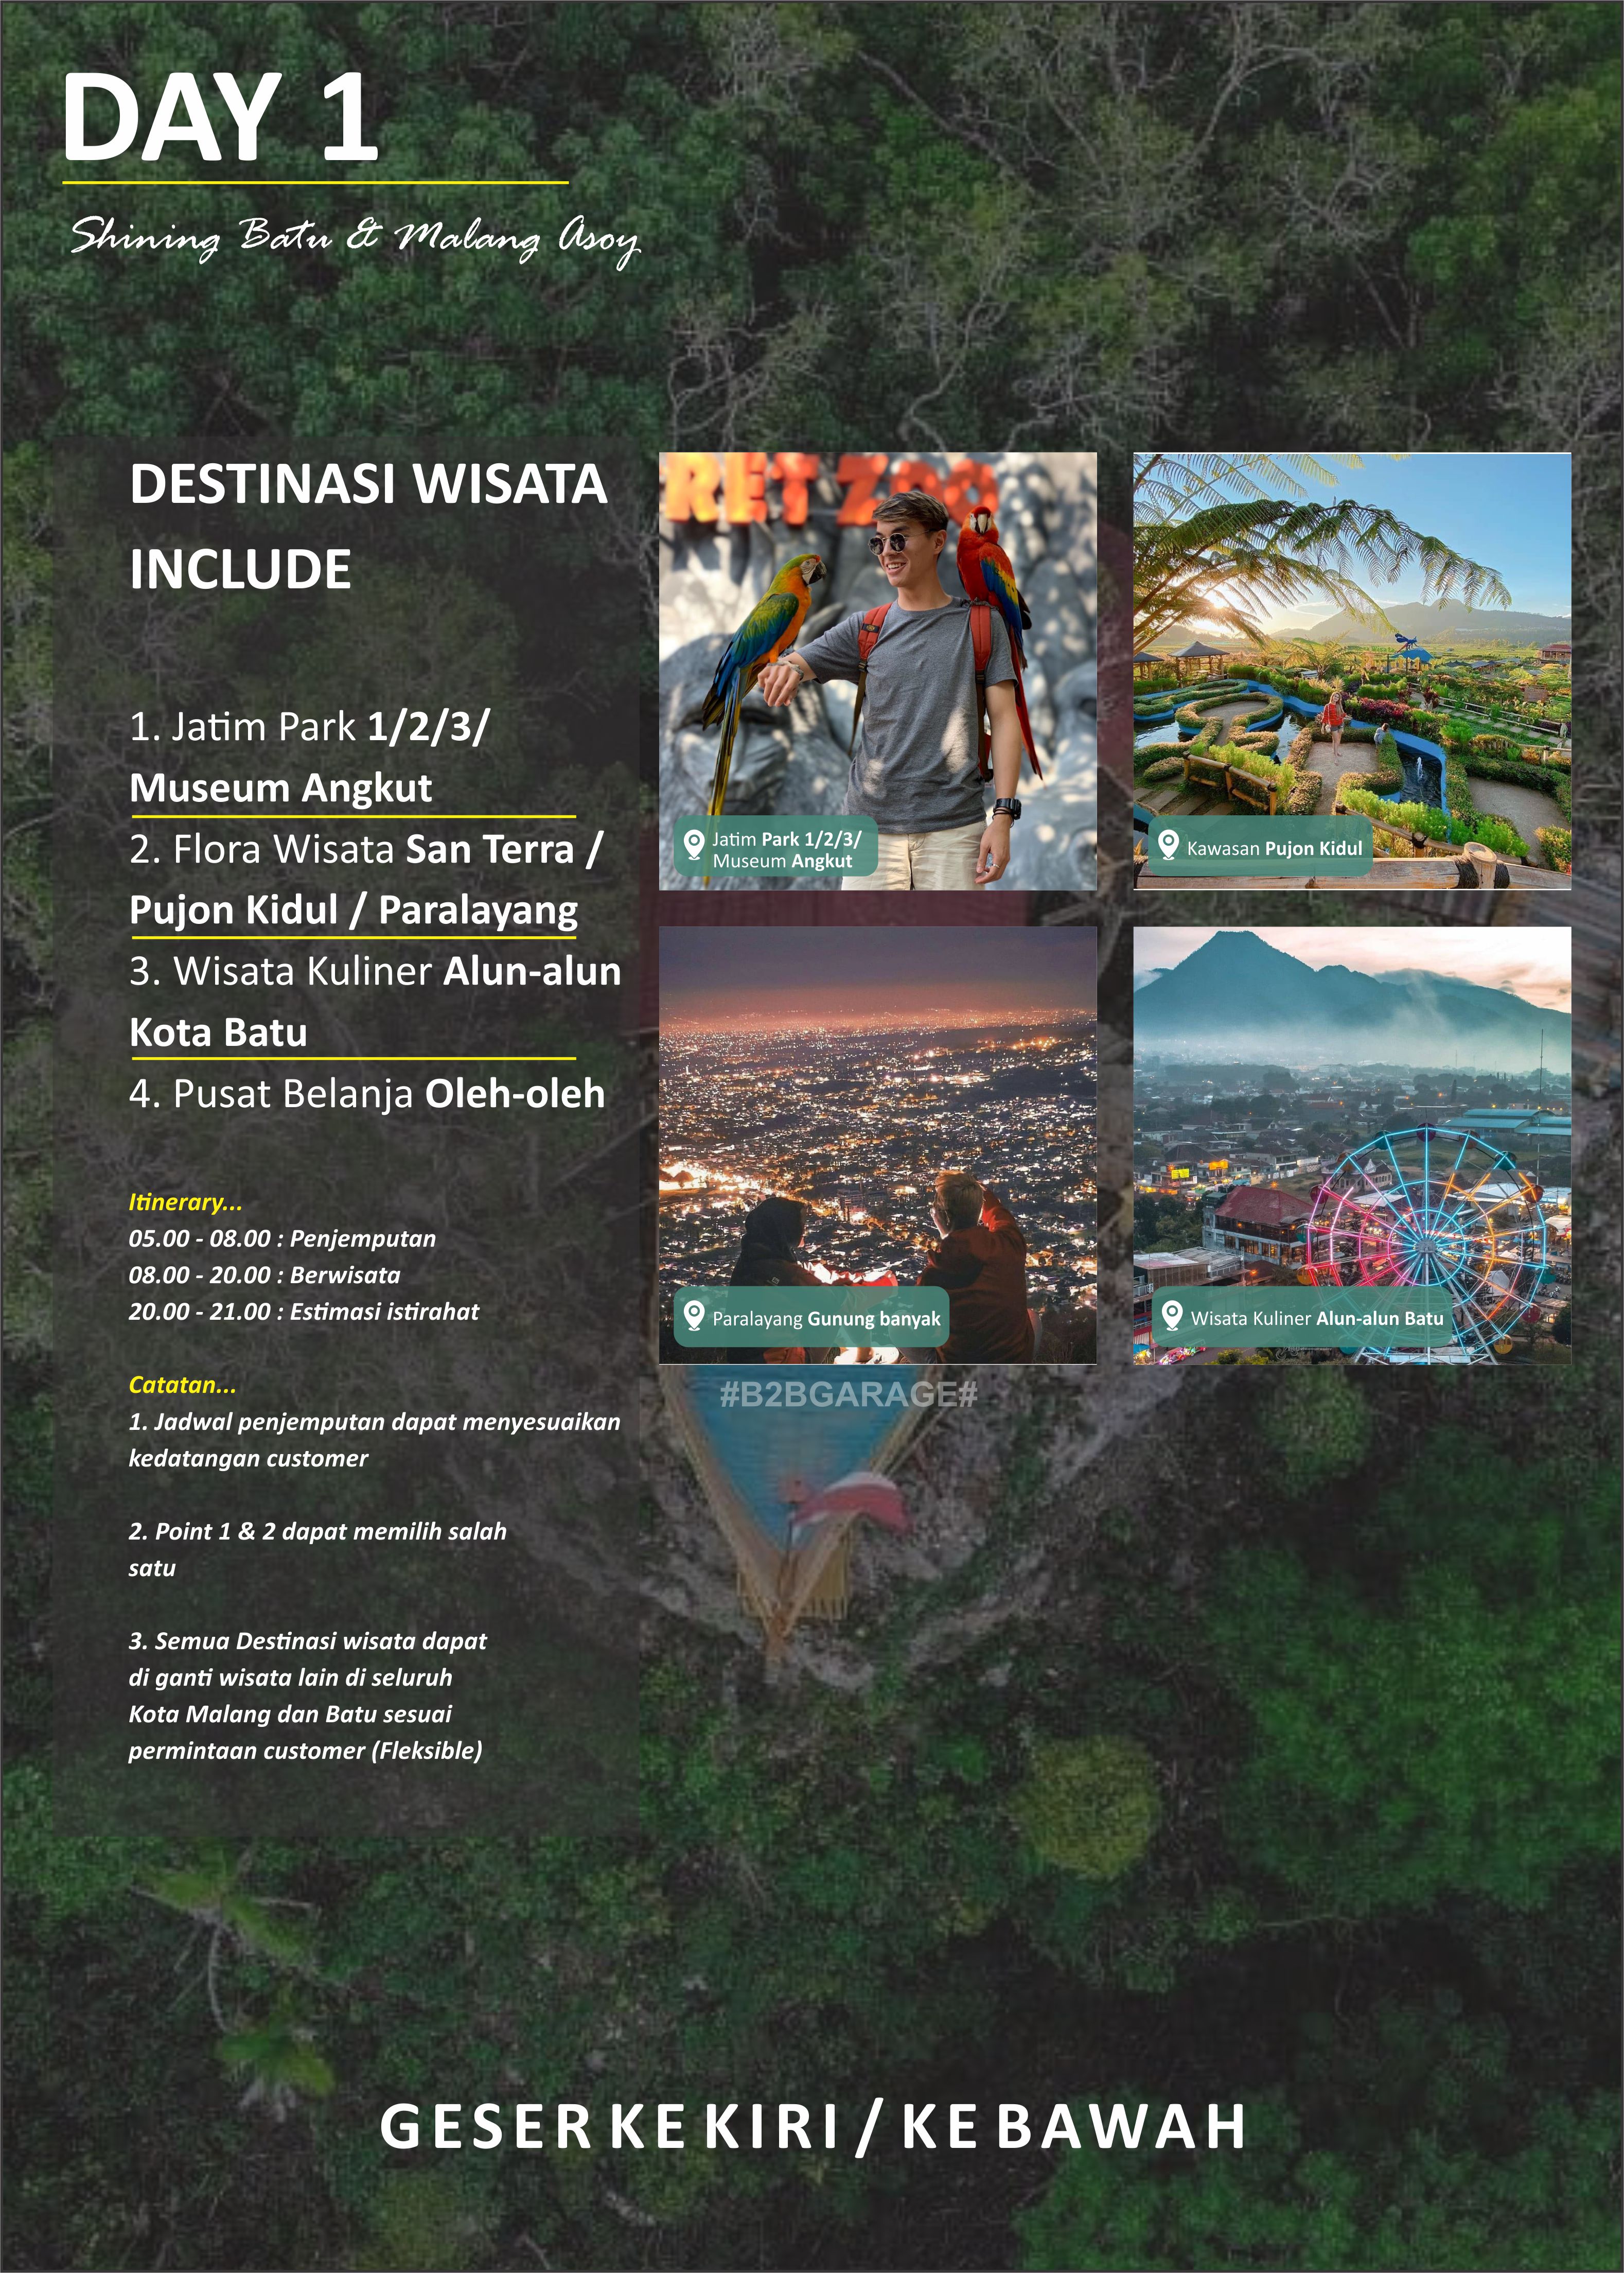 DAY 1
Shining Batu & Malang Asoy
DESTINASI WISATA
INCLUDE
1. Jatim Park 1/2/3/
Museum Angkut
2. Flora Wisata San Terra /
Pujon Kidul / Paralayang
3. Wisata Kuliner Alun-alun
Kota Batu
4. Pusat Belanja Oleh-oleh
Itinerary...
05.00 - 08.00 : Penjemputan
08.00 - 20.00 : Berwisata
20.00 - 21.00 : Estimasi istirahat
Catatan...
1. Jadwal penjemputan dapat menyesuaikan
kedatangan customer
2. Point 1 & 2 dapat memilih salah
satu
3. Semua Destinasi wisata dapat
di ganti wisata lain di seluruh
Kota Malang dan Batu sesuai
permintaan customer (Fleksible)
RET ZOO
Jatim Park 1/2/3/
Museum Angkut
Kawasan Pujon Kidul
Paralayang Gunung banyak
Wisata Kuliner Alun-alun Batu
#B2BGARAGE#
GESER KE KIRI / KE BAWAH